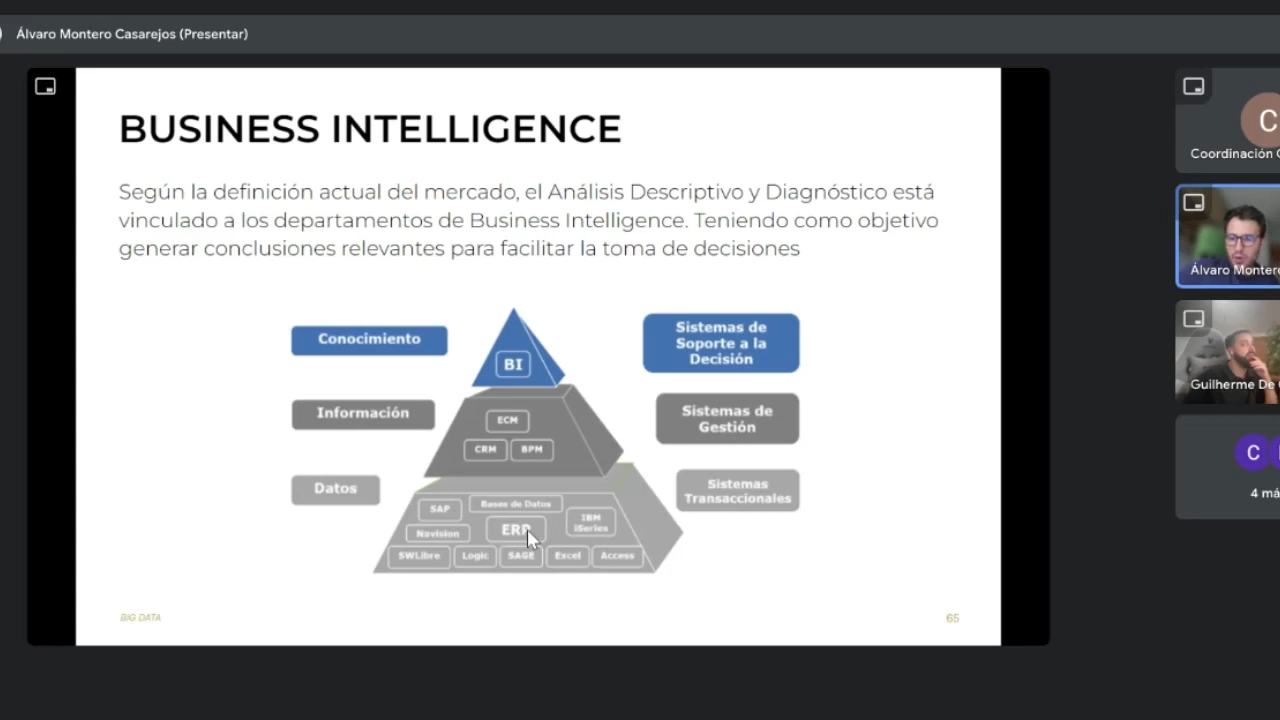 Álvaro Montero Casarejos (Presentar)
BUSINESS INTELLIGENCE
Según la definición actual del mercado, el Análisis Descriptivo y Diagnóstico está
vinculado a los departamentos de Business Intelligence. Teniendo como objetivo
generar conclusiones relevantes para facilitar la toma de decisiones
Conocimiento
BI
Sistemas de
Soporte a la
Decisión
Información
ECM
CRM BPM
Sistemas de
Gestión
Datos
SAP
Bases de Datos
IBM
iSeries
Navision
ERP
SWLibre Logic SAGE Excel Access
Sistemas
Transaccionales
BIG DATA
65
C
Coordinación
Álvaro Montero
Guilherme De
C
4 má